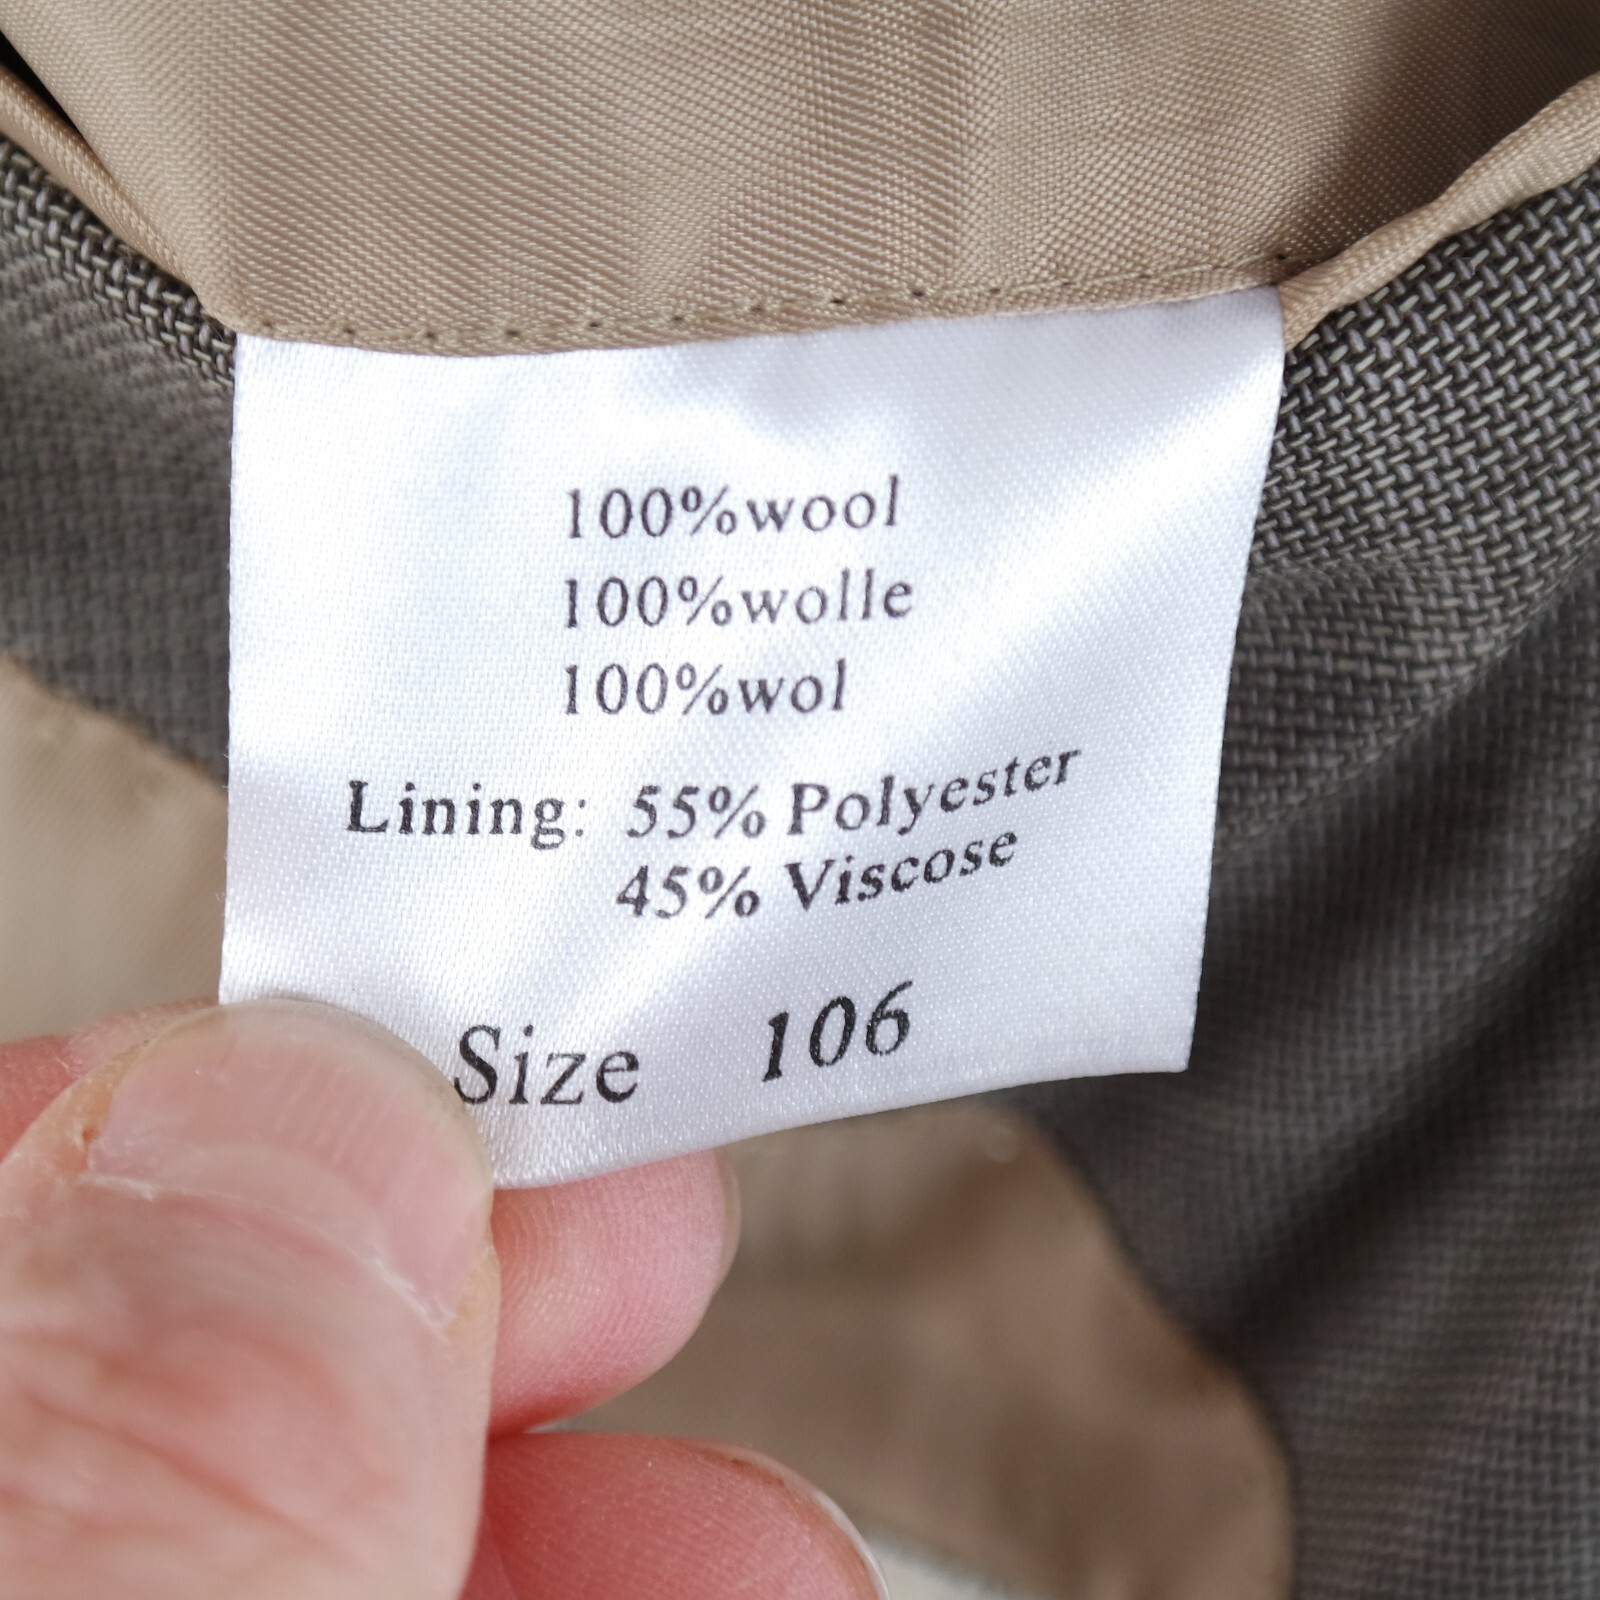 100%wool
100%wolle
100%wol
Lining: 55% Polyester
45% Viscose
Size 106